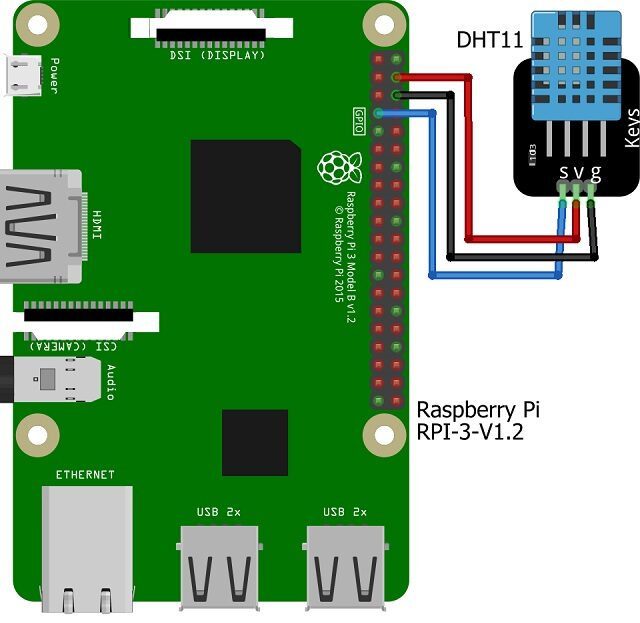 DSI (DISPLAY)
DHT11
Power
GPIO
Keys
S V g
HDMI
Raspberry Pi 3 Model B v1.2
© Raspberry Pi 2015
CSI (CAMERA)
Audio
Raspberry Pi
RPI-3-V1.2
ETHERNET
USB 2x
USB 2x